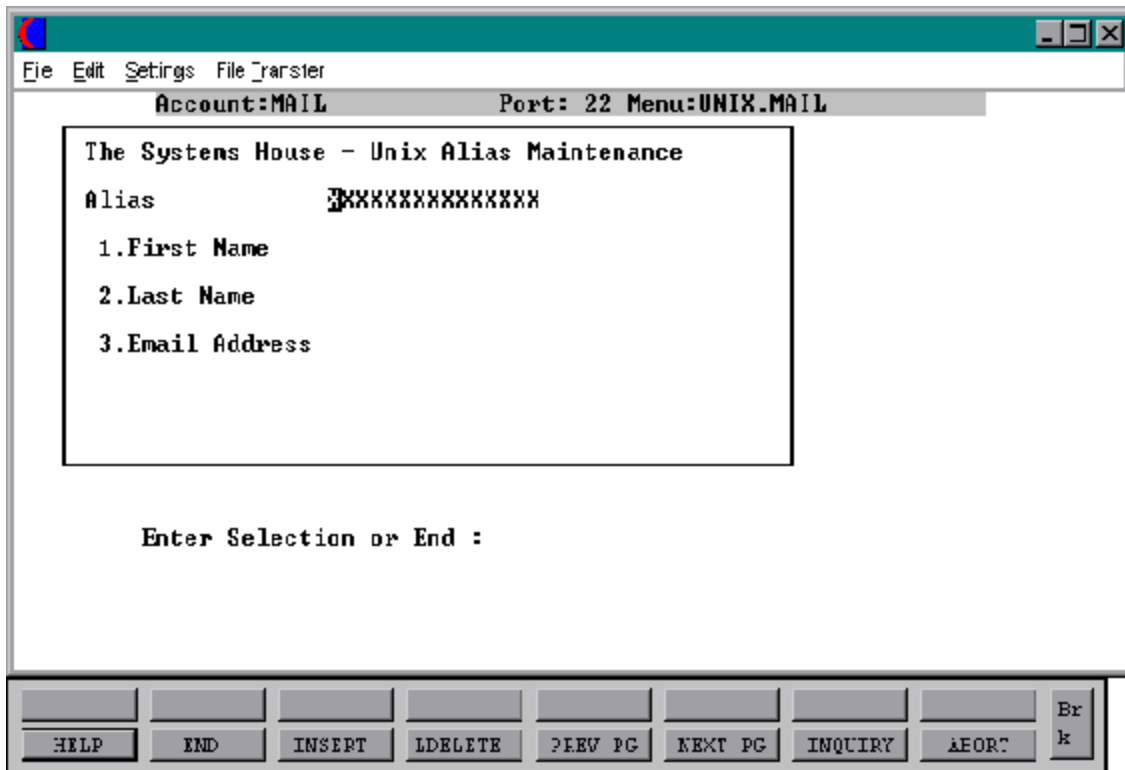 Fie Edit Settings File Transfer
Account:MAIL Port: 22 Menu:UNIX.MAIL
The Systems House - Unix Alias Maintenance
Alias XXXXXXXXXXXXXXX
1.First Name
2.Last Name
3.Email Address
Enter Selection or End :
HELP END INSERT LDELETE PREV PG NEXT PG INQUIRY ABORT Br
k